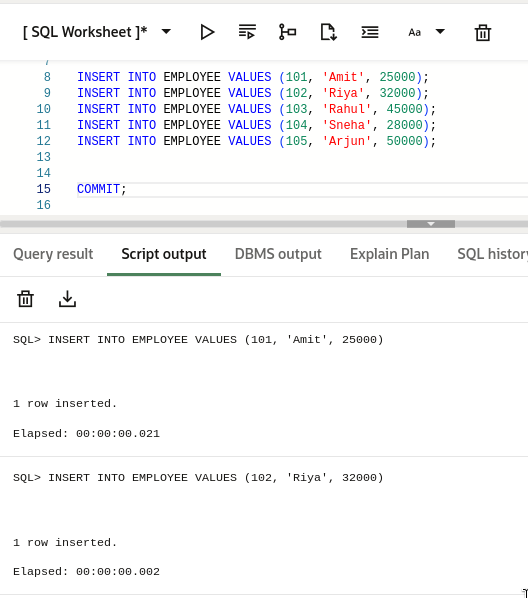 [ SQL Worksheet ]*
Aa
7
8 INSERT INTO EMPLOYEE VALUES (101, 'Amit', 25000);
9 INSERT INTO EMPLOYEE VALUES (102, 'Riya', 32000);
10 INSERT INTO EMPLOYEE VALUES (103, 'Rahul', 45000);
11 INSERT INTO EMPLOYEE VALUES (104, 'Sneha', 28000);
12 INSERT INTO EMPLOYEE VALUES (105, 'Arjun', 50000);
13
14
15 COMMIT;
16
Query result Script output DBMS output Explain Plan SQL history
SQL> INSERT INTO EMPLOYEE VALUES (101, 'Amit', 25000)
1 row inserted.
Elapsed: 00:00:00.021
SQL> INSERT INTO EMPLOYEE VALUES (102, 'Riya', 32000)
1 row inserted.
Elapsed: 00:00:00.002